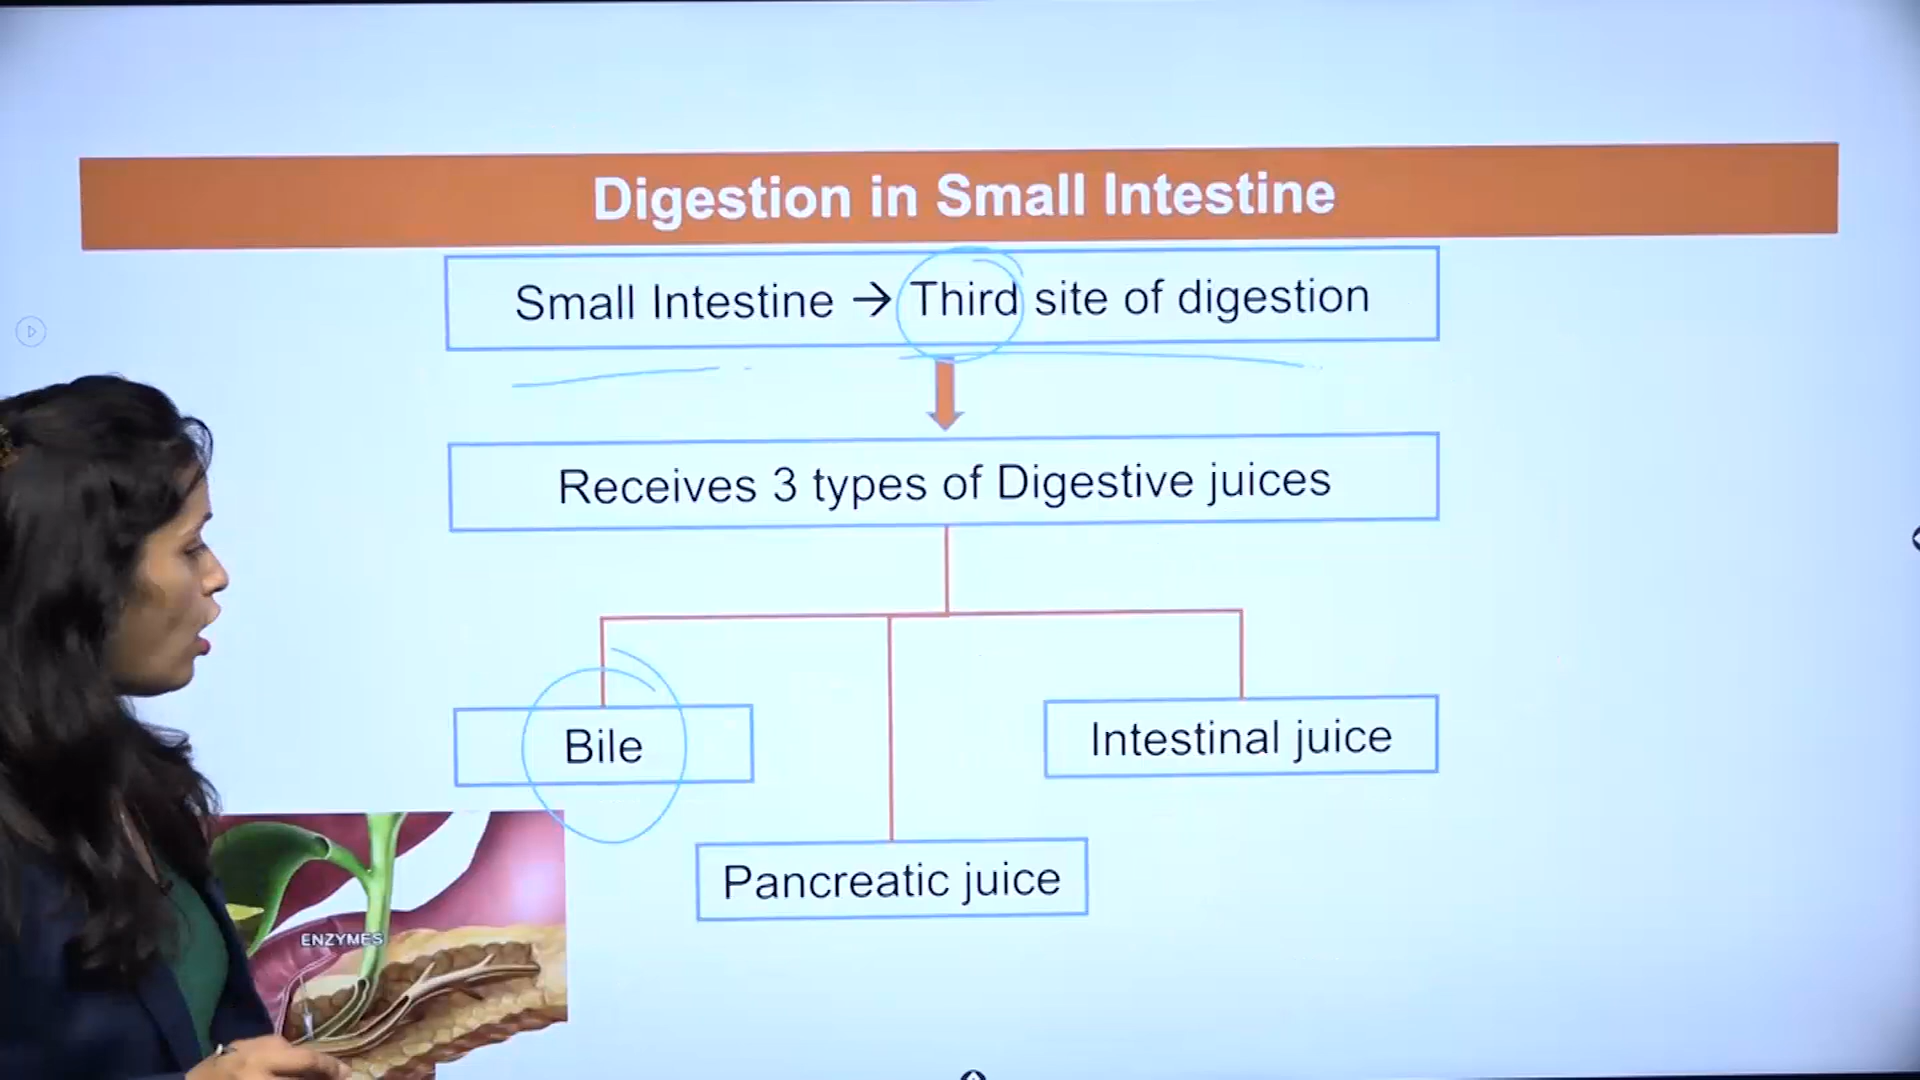 Digestion in Small Intestine
Small Intestine → Third site of digestion
Receives 3 types of Digestive juices
Bile
Intestinal juice
Pancreatic juice
ENZYMES